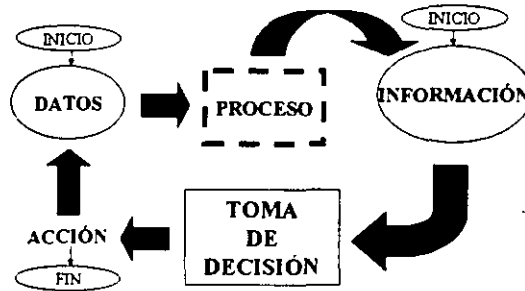 INICIO
DATOS
PROCESO
INICIO
INFORMACIÓN
TOMA
DE
DECISIÓN
ACCIÓN
FIN